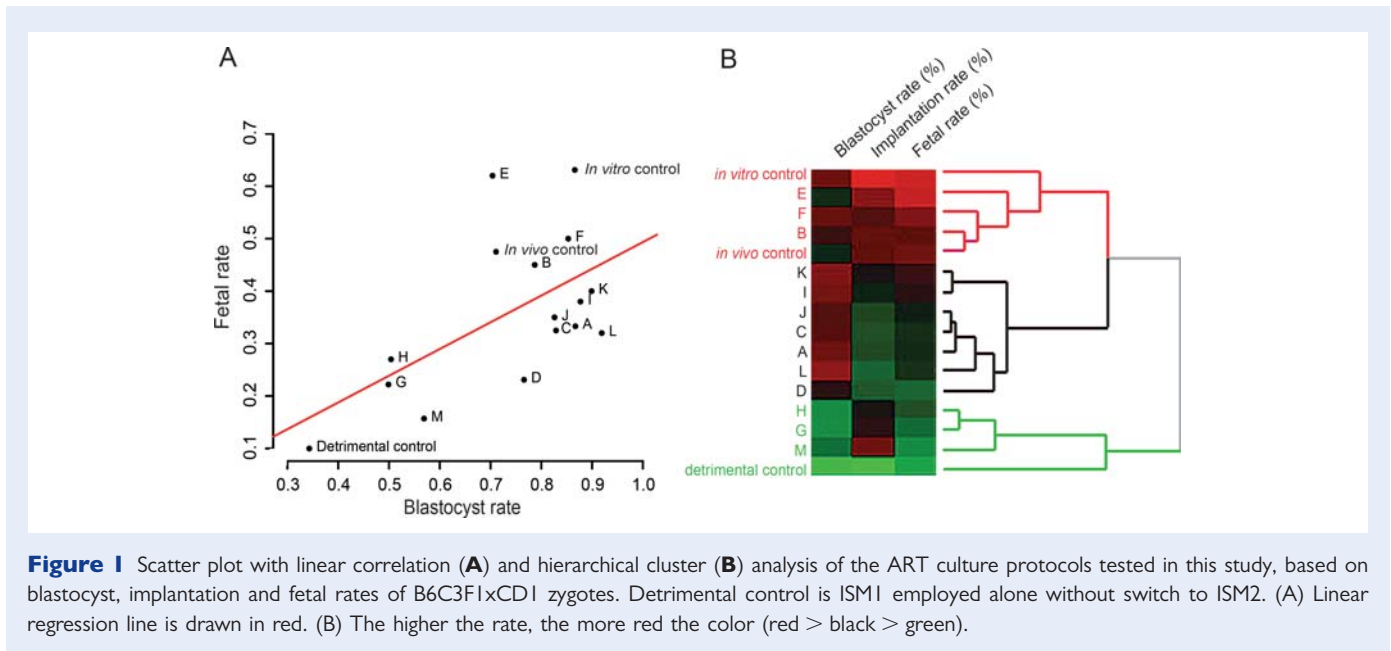 A
B
Blastocyst rate (%)
Implantation rate (%)
Fetal rate (%)
0.7
0.6
0.5
0.4
0.3
0.2
0.1
Fetal rate
E
In vitro control
F
In vivo control
B
K
I
J
C
A
L
H
G
D
M
Detrimental control
0.3 0.4 0.5 0.6 0.7 0.8 0.9 1.0
Blastocyst rate
in vitro control
E
F
B
in vivo control
K
I
J
C
A
L
D
H
G
M
detrimental control
Figure 1 Scatter plot with linear correlation (A) and hierarchical cluster (B) analysis of the ART culture protocols tested in this study, based on
blastocyst, implantation and fetal rates of B6C3F1xCD1 zygotes. Detrimental control is ISM1 employed alone without switch to ISM2. (A) Linear
regression line is drawn in red. (B) The higher the rate, the more red the color (red > black > green).